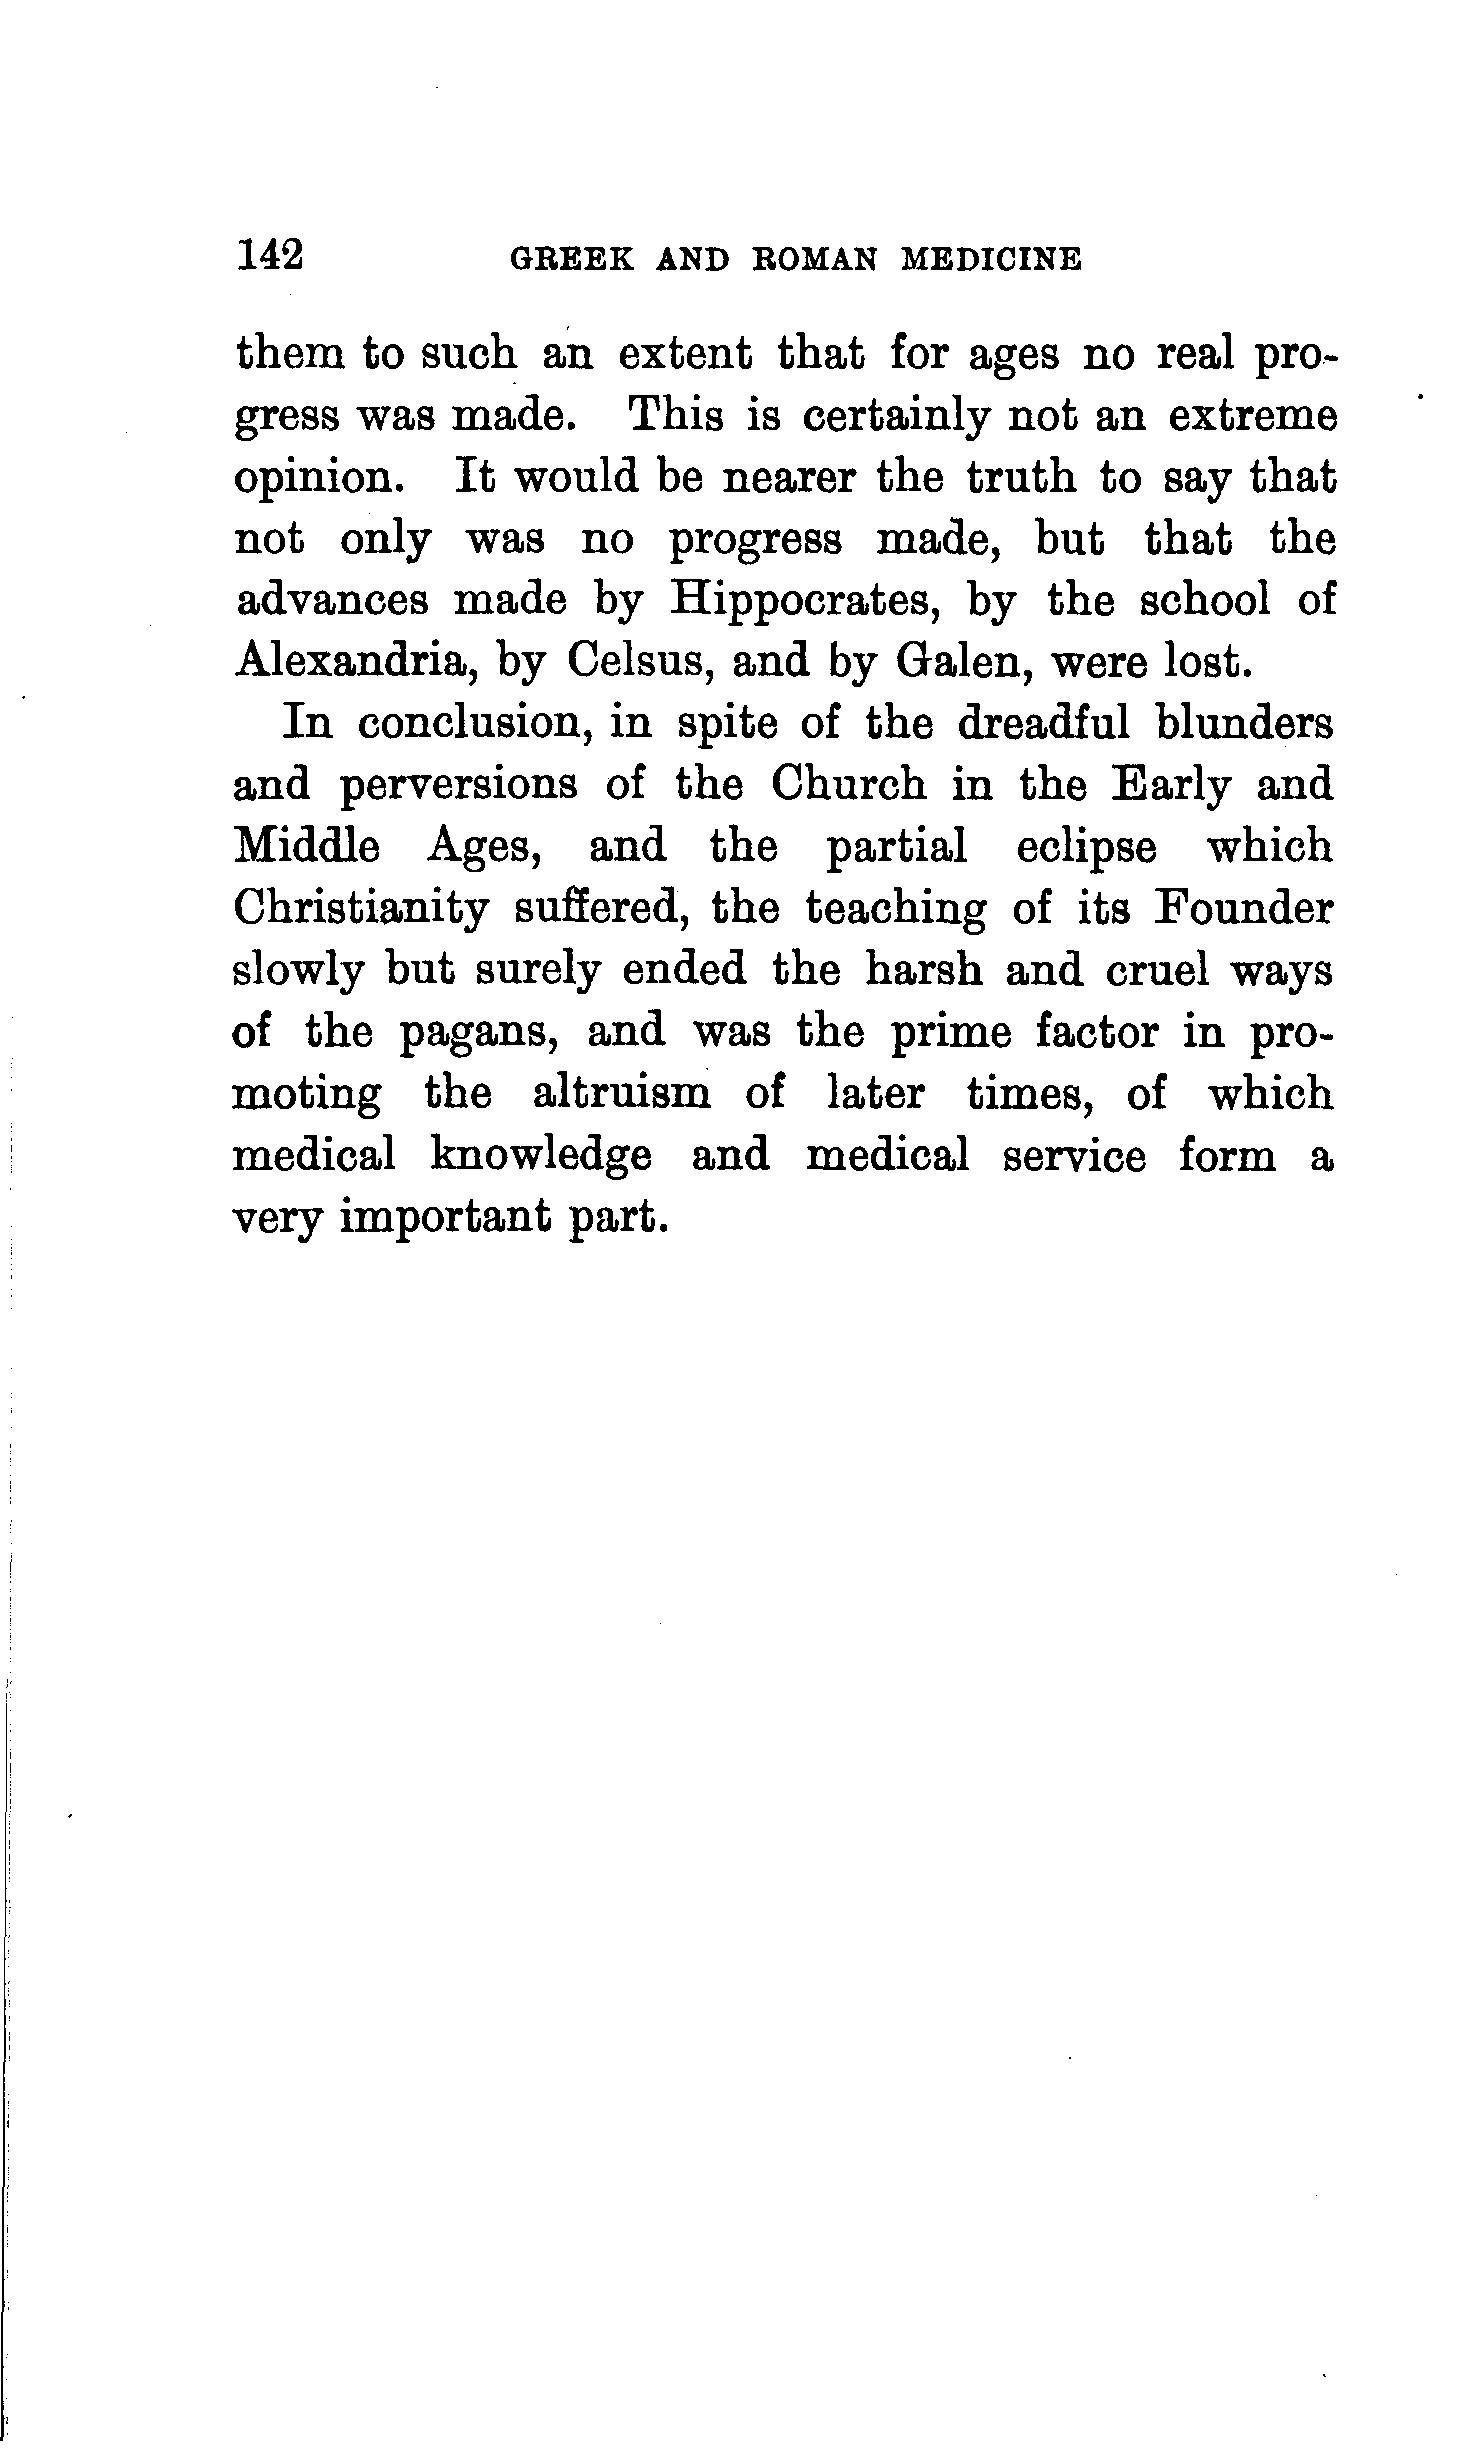 142 GREEK AND ROMAN MEDICINE
them to such an extent that for ages no real pro-
gress was made. This is certainly not an extreme
opinion. It would be nearer the truth to say that
not only was no progress made, but that the
advances made by Hippocrates, by the school of
Alexandria, by Celsus, and by Galen, were lost.
In conclusion, in spite of the dreadful blunders
and perversions of the Church in the Early and
Middle Ages, and the partial eclipse which
Christianity suffered, the teaching of its Founder
slowly but surely ended the harsh and cruel ways
of the pagans, and was the prime factor in pro-
moting the altruism of later times, of which
medical knowledge and medical service form a
very important part.